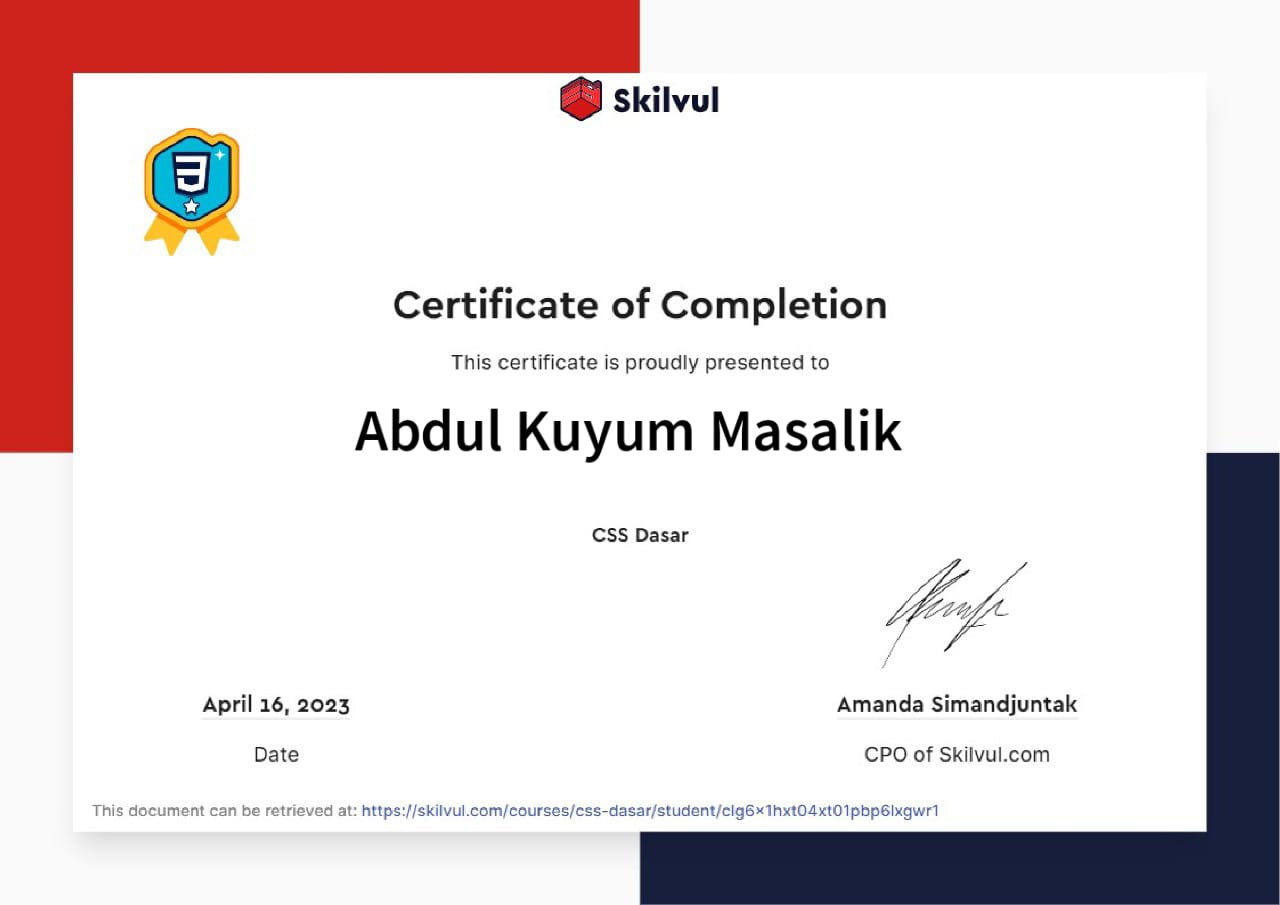 Skilvul
Certificate of Completion
This certificate is proudly presented to
Abdul Kuyum Masalik
CSS Dasar
April 16, 2023
Amanda Simandjuntak
Date
CPO of Skilvul.com
This document can be retrieved at: https://skilvul.com/courses/css-dasar/student/clg6x1hxt04xt01pbp6lxgwr1